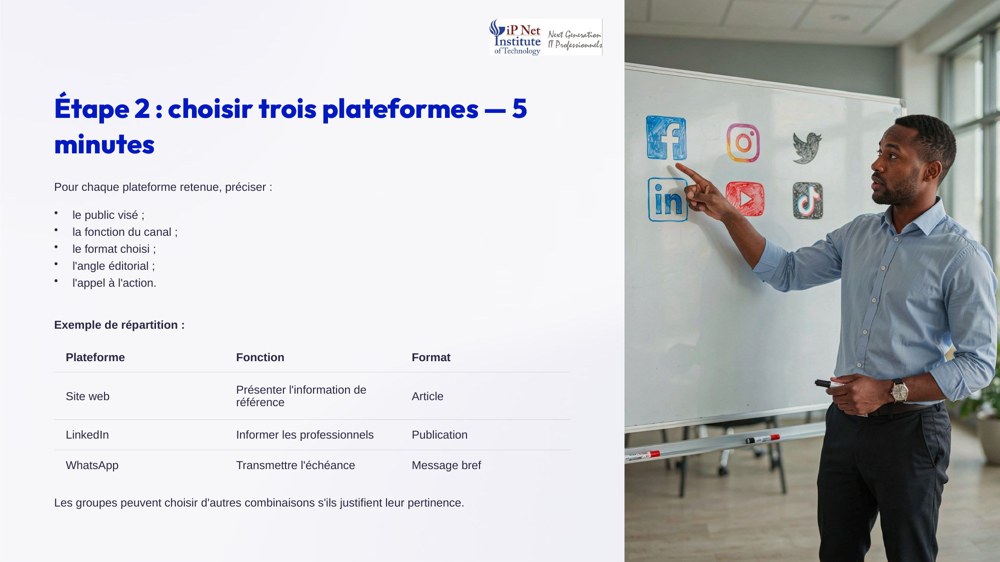 iP Net
Institute
of Technology
Next Generation
IT Professionnels
Étape 2 : choisir trois plateformes — 5
minutes
Pour chaque plateforme retenue, préciser :
• le public visé ;
• la fonction du canal ;
• le format choisi ;
• l'angle éditorial ;
• l'appel à l'action.
Exemple de répartition :
Plateforme Fonction Format
Site web Présenter l'information de
référence Article
LinkedIn Informer les professionnels Publication
WhatsApp Transmettre l'échéance Message bref
Les groupes peuvent choisir d'autres combinaisons s'ils justifient leur pertinence.
f
in